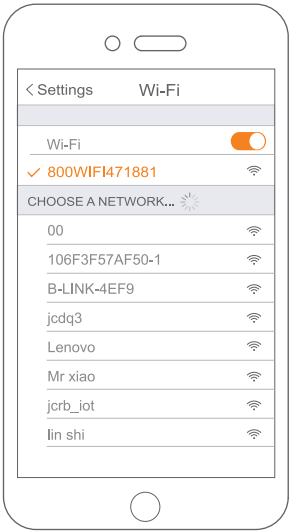 Settings Wi-Fi
Wi-Fi
800WIFI471881
CHOOSE A NETWORK...
00
106F3F57AF50-1
B-LINK-4EF9
jcdq3
Lenovo
Mr xiao
jcrb_iot
lin shi